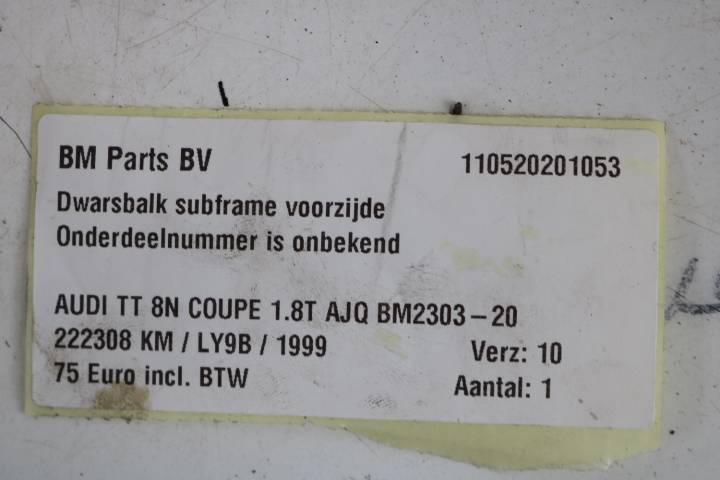 BM Parts BV 110520201053
Dwarsbalk subframe voorzijde
Onderdeelnummer is onbekend
AUDI TT 8N COUPE 1.8T AJQ BM2303-20
222308 KM / LY9B / 1999 Verz: 10
75 Euro incl. BTW Aantal: 1